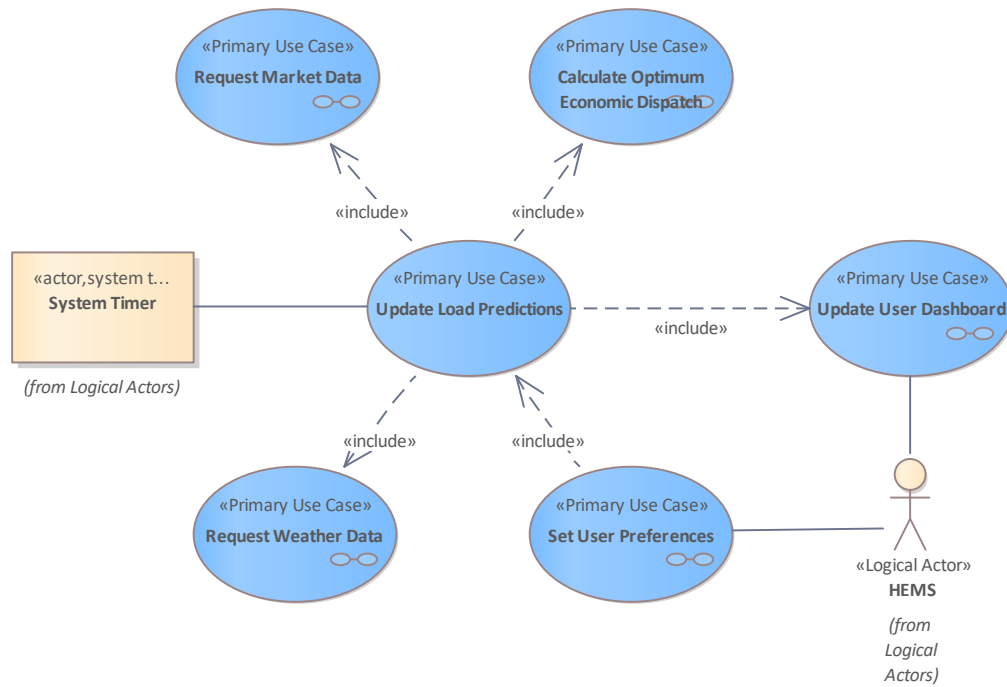 «Primary Use Case»
Request Market Data
«Primary Use Case»
Calculate Optimum
Economic Dispatch
«include»
«include»
«actor,system t...
System Timer
(from Logical Actors)
«Primary Use Case»
Update Load Predictions
«include»
«Primary Use Case»
Update User Dashboard
«include»
«include»
«Primary Use Case»
Request Weather Data
«Primary Use Case»
Set User Preferences
«Logical Actor»
HEMS
(from
Logical
Actors)